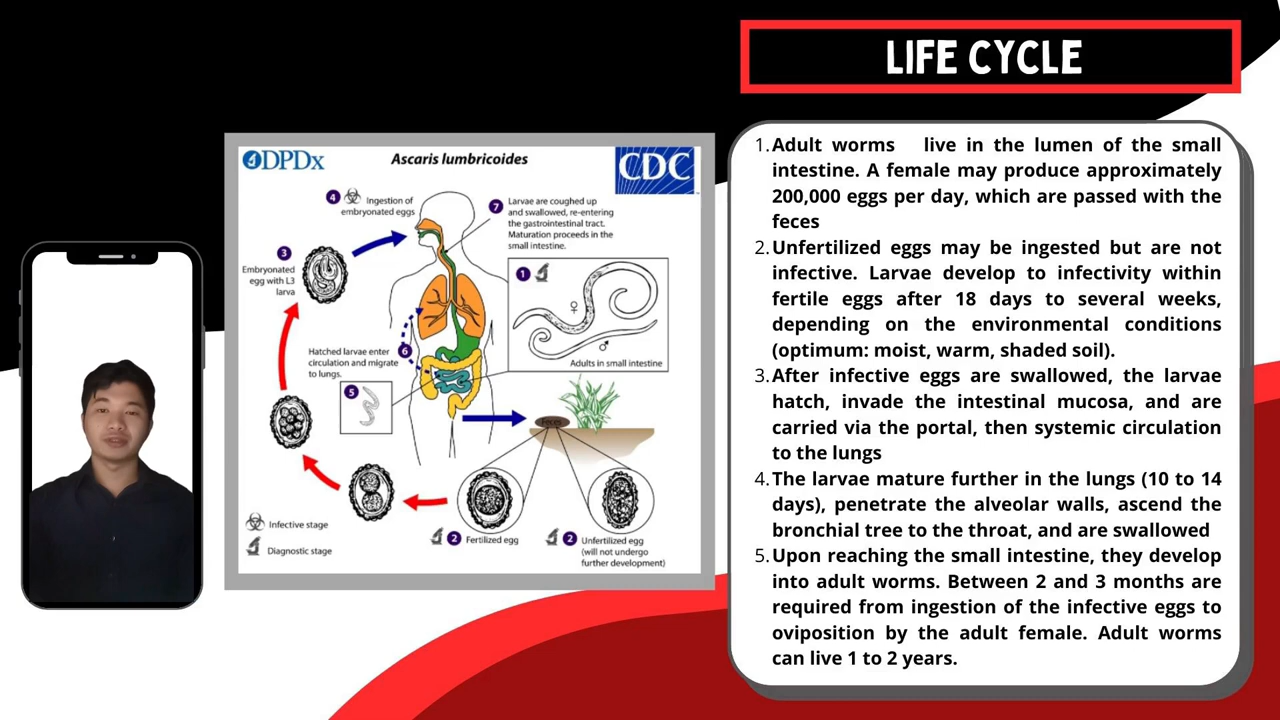 LIFE CYCLE
DPDx
Ascaris lumbricoides
CDC
4
Ingestion of
embryonated eggs
7
Larvae are coughed up
and swallowed, re-entering
the gastrointestinal tract.
Maturation proceeds in the
small intestine.
3
Embryonated
egg with L3
larva
1
♀
♂
Adults in small intestine
Hatched larvae enter
circulation and migrate
to lungs.
6
5
Feces
2 Fertilized egg
2 Unfertilized egg
(will not undergo
further development)
Infective stage
Diagnostic stage
1. Adult worms live in the lumen of the small
intestine. A female may produce approximately
200,000 eggs per day, which are passed with the
feces
2. Unfertilized eggs may be ingested but are not
infective. Larvae develop to infectivity within
fertile eggs after 18 days to several weeks,
depending on the environmental conditions
(optimum: moist, warm, shaded soil).
3. After infective eggs are swallowed, the larvae
hatch, invade the intestinal mucosa, and are
carried via the portal, then systemic circulation
to the lungs
4. The larvae mature further in the lungs (10 to 14
days), penetrate the alveolar walls, ascend the
bronchial tree to the throat, and are swallowed
5. Upon reaching the small intestine, they develop
into adult worms. Between 2 and 3 months are
required from ingestion of the infective eggs to
oviposition by the adult female. Adult worms
can live 1 to 2 years.